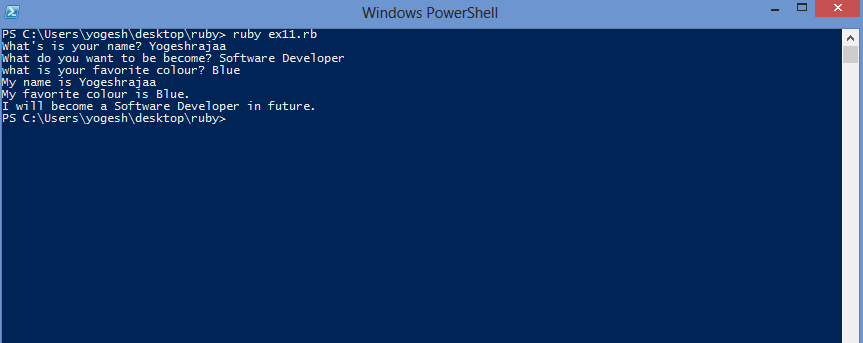 Windows PowerShell
PS C:\Users\yogesh\desktop\ruby> ruby ex11.rb
What's is your name? Yogeshrajaa
What do you want to be become? Software Developer
what is your favorite colour? Blue
My name is Yogeshrajaa
My favorite colour is Blue.
I will become a Software Developer in future.
PS C:\Users\yogesh\desktop\ruby>